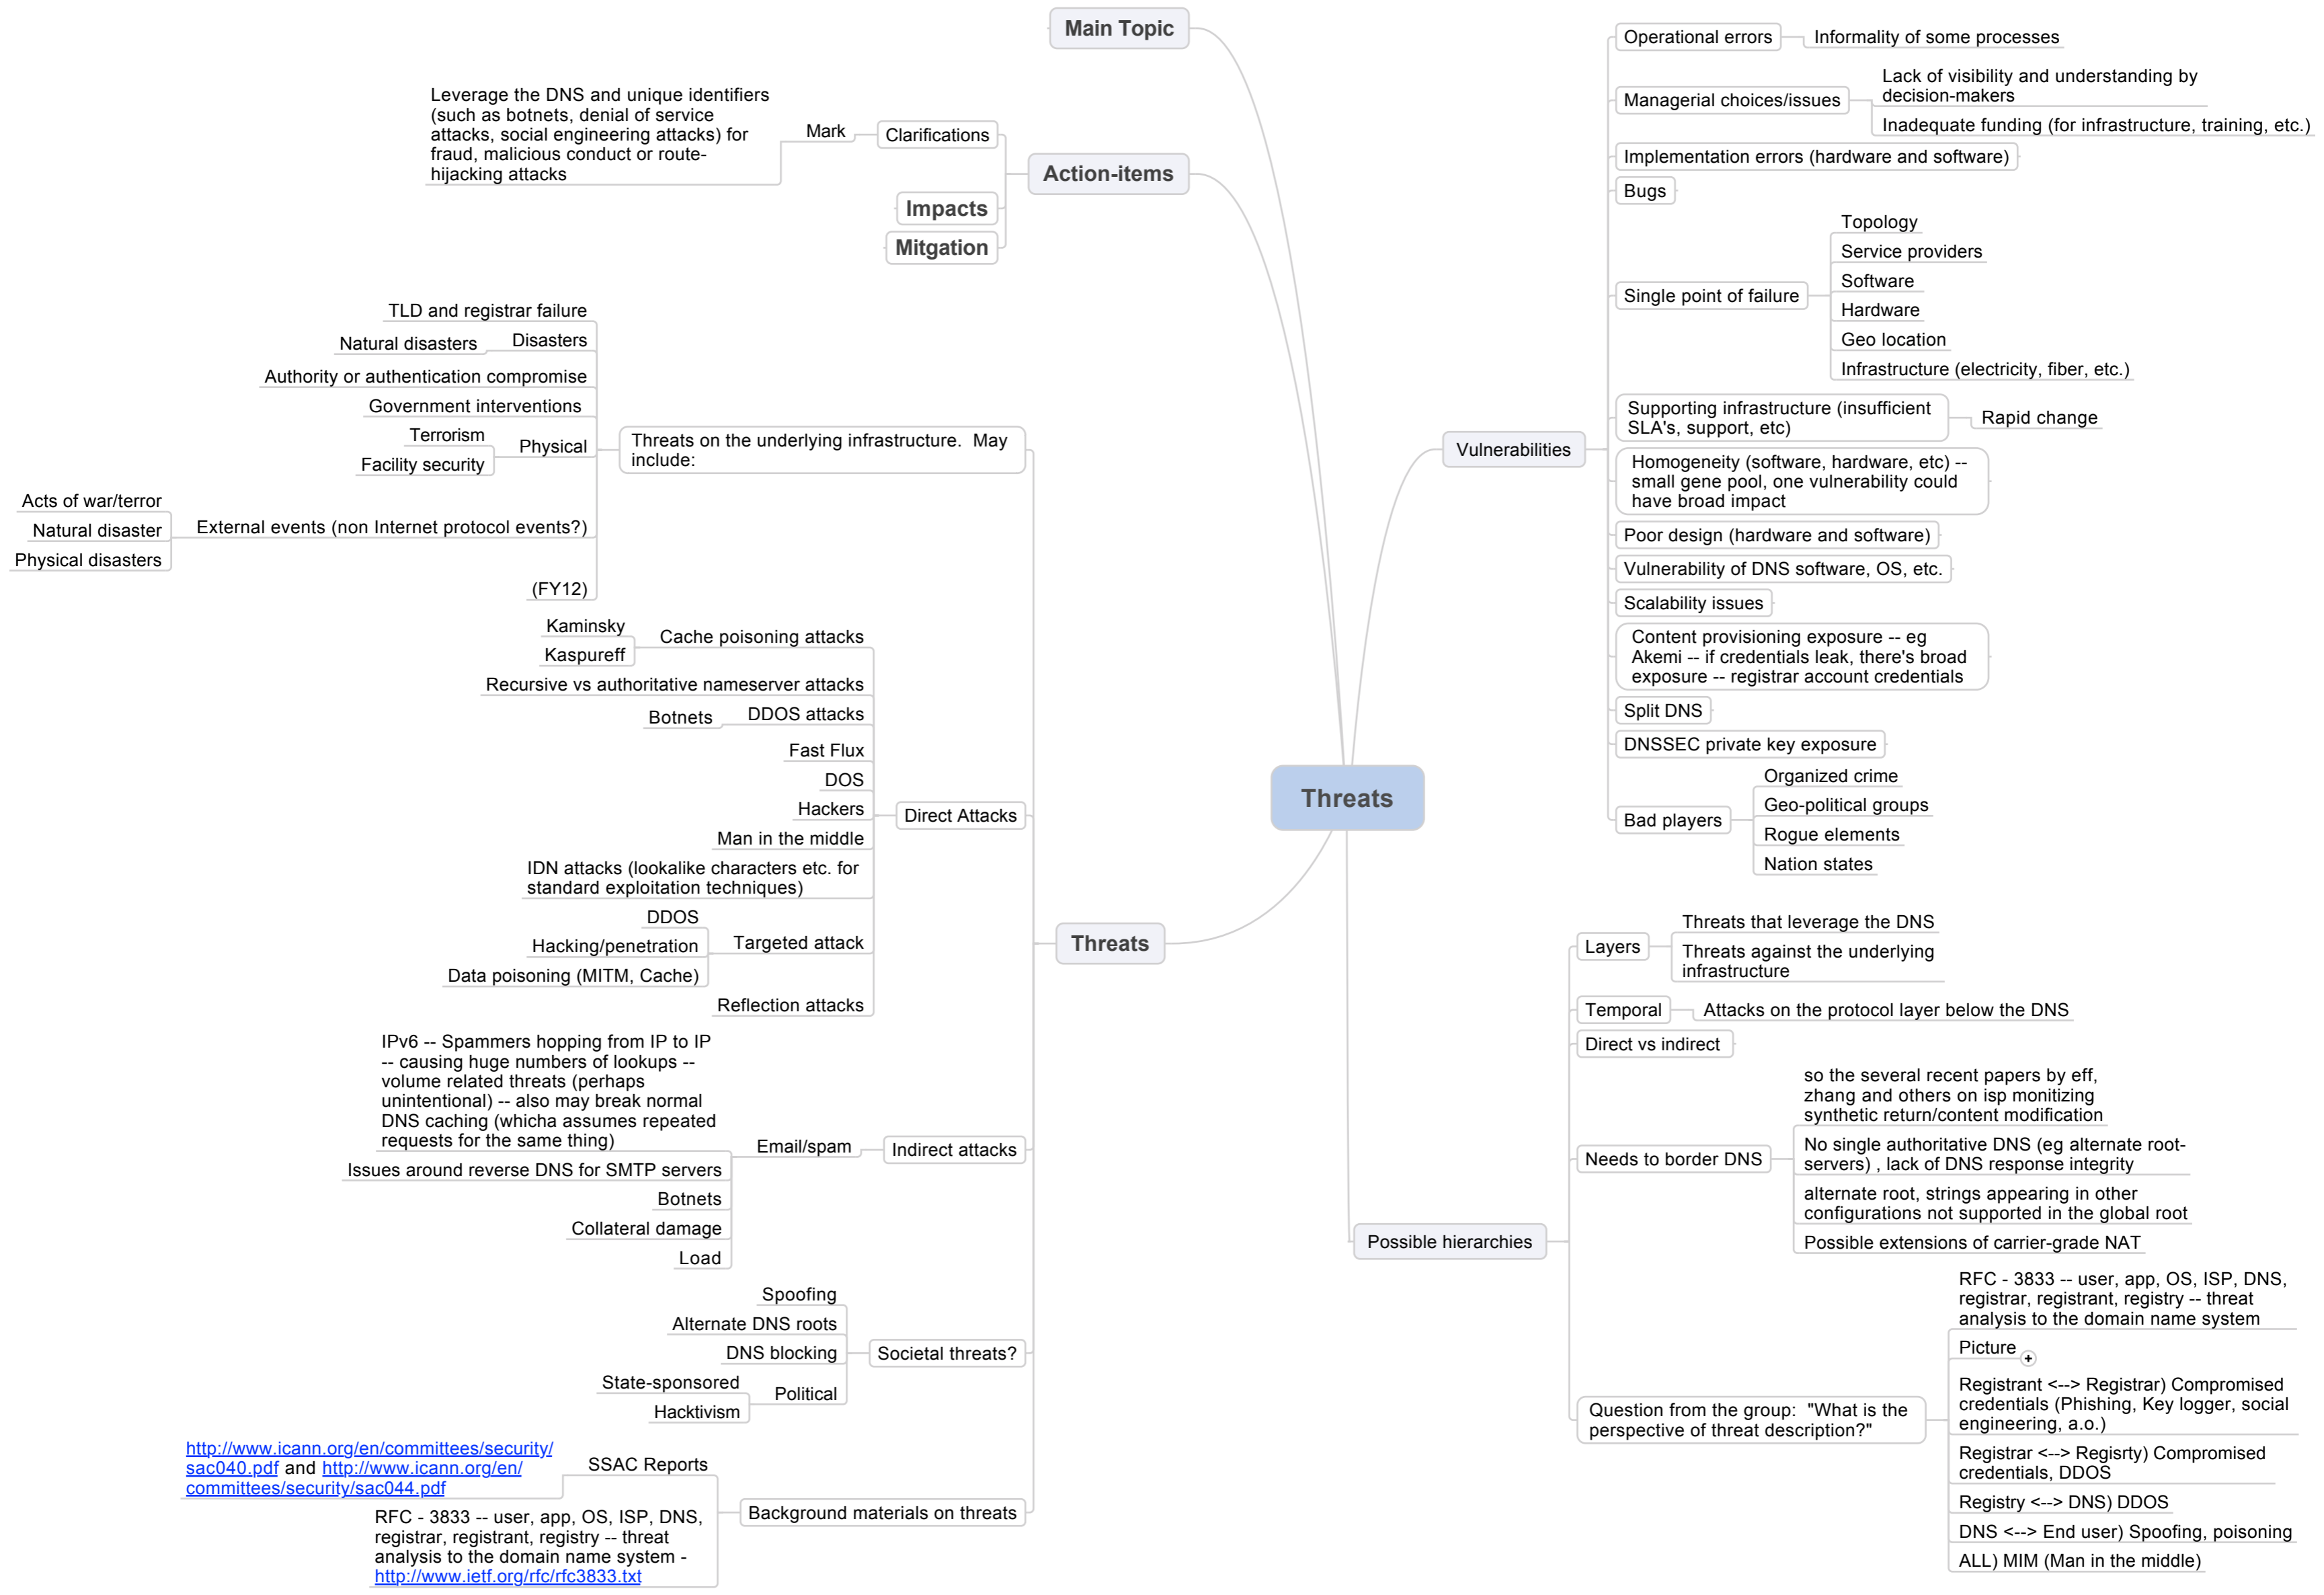 Main Topic
Leverage the DNS and unique identifiers
(such as botnets, denial of service
attacks, social engineering attacks) for
fraud, malicious conduct or route-
hijacking attacks
Mark
Clarifications
Action-items
Impacts
Mitgation
TLD and registrar failure
Natural disasters
Disasters
Authority or authentication compromise
Government interventions
Terrorism
Facility security
Physical
Threats on the underlying infrastructure.  May
include:
Acts of war/terror
Natural disaster
Physical disasters
External events (non Internet protocol events?)
(FY12)
Kaminsky
Kaspureff
Cache poisoning attacks
Recursive vs authoritative nameserver attacks
Botnets
DDOS attacks
Fast Flux
DOS
Hackers
Direct Attacks
Man in the middle
IDN attacks (lookalike characters etc. for
standard exploitation techniques)
DDOS
Hacking/penetration
Data poisoning (MITM, Cache)
Targeted attack
Reflection attacks
Threats
IPv6 -- Spammers hopping from IP to IP
-- causing huge numbers of lookups --
volume related threats (perhaps
unintentional) -- also may break normal
DNS caching (whicha assumes repeated
requests for the same thing)
Issues around reverse DNS for SMTP servers
Botnets
Collateral damage
Load
Email/spam
Indirect attacks
Spoofing
Alternate DNS roots
DNS blocking
State-sponsored
Hacktivism
Political
Societal threats?
http://www.icann.org/en/committees/security/
sac040.pdf and http://www.icann.org/en/
committees/security/sac044.pdf
SSAC Reports
RFC - 3833 -- user, app, OS, ISP, DNS,
registrar, registrant, registry -- threat
analysis to the domain name system -
http://www.ietf.org/rfc/rfc3833.txt
Background materials on threats
Threats
Vulnerabilities
Operational errors
Informality of some processes
Managerial choices/issues
Lack of visibility and understanding by
decision-makers
Inadequate funding (for infrastructure, training, etc.)
Implementation errors (hardware and software)
Bugs
Single point of failure
Topology
Service providers
Software
Hardware
Geo location
Infrastructure (electricity, fiber, etc.)
Supporting infrastructure (insufficient
SLA's, support, etc)
Rapid change
Homogeneity (software, hardware, etc) --
small gene pool, one vulnerability could
have broad impact
Poor design (hardware and software)
Vulnerability of DNS software, OS, etc.
Scalability issues
Content provisioning exposure -- eg
Akemi -- if credentials leak, there's broad
exposure -- registrar account credentials
Split DNS
DNSSEC private key exposure
Bad players
Organized crime
Geo-political groups
Rogue elements
Nation states
Possible hierarchies
Layers
Threats that leverage the DNS
Threats against the underlying
infrastructure
Temporal
Attacks on the protocol layer below the DNS
Direct vs indirect
Needs to border DNS
so the several recent papers by eff,
zhang and others on isp monitizing
synthetic return/content modification
No single authoritative DNS (eg alternate root-
servers) , lack of DNS response integrity
alternate root, strings appearing in other
configurations not supported in the global root
Possible extensions of carrier-grade NAT
Question from the group:  "What is the
perspective of threat description?"
RFC - 3833 -- user, app, OS, ISP, DNS,
registrar, registrant, registry -- threat
analysis to the domain name system
Picture
Registrant <--> Registrar) Compromised
credentials (Phishing, Key logger, social
engineering, a.o.)
Registrar <--> Regisrty) Compromised
credentials, DDOS
Registry <--> DNS) DDOS
DNS <--> End user) Spoofing, poisoning
ALL) MIM (Man in the middle)